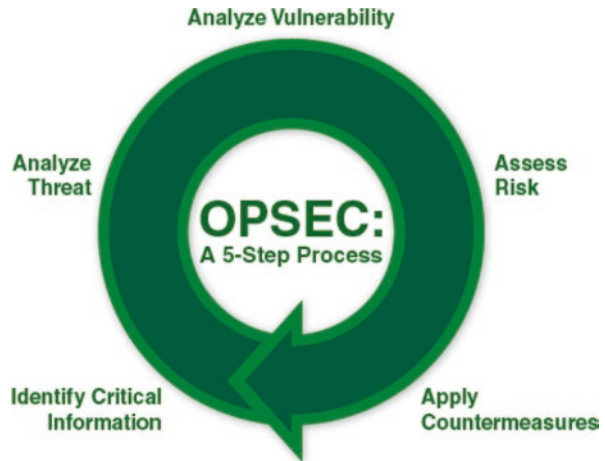 Analyze Vulnerability
Analyze
Threat
Assess
Risk
OPSEC:
A 5-Step Process
Identify Critical
Information
Apply
Countermeasures